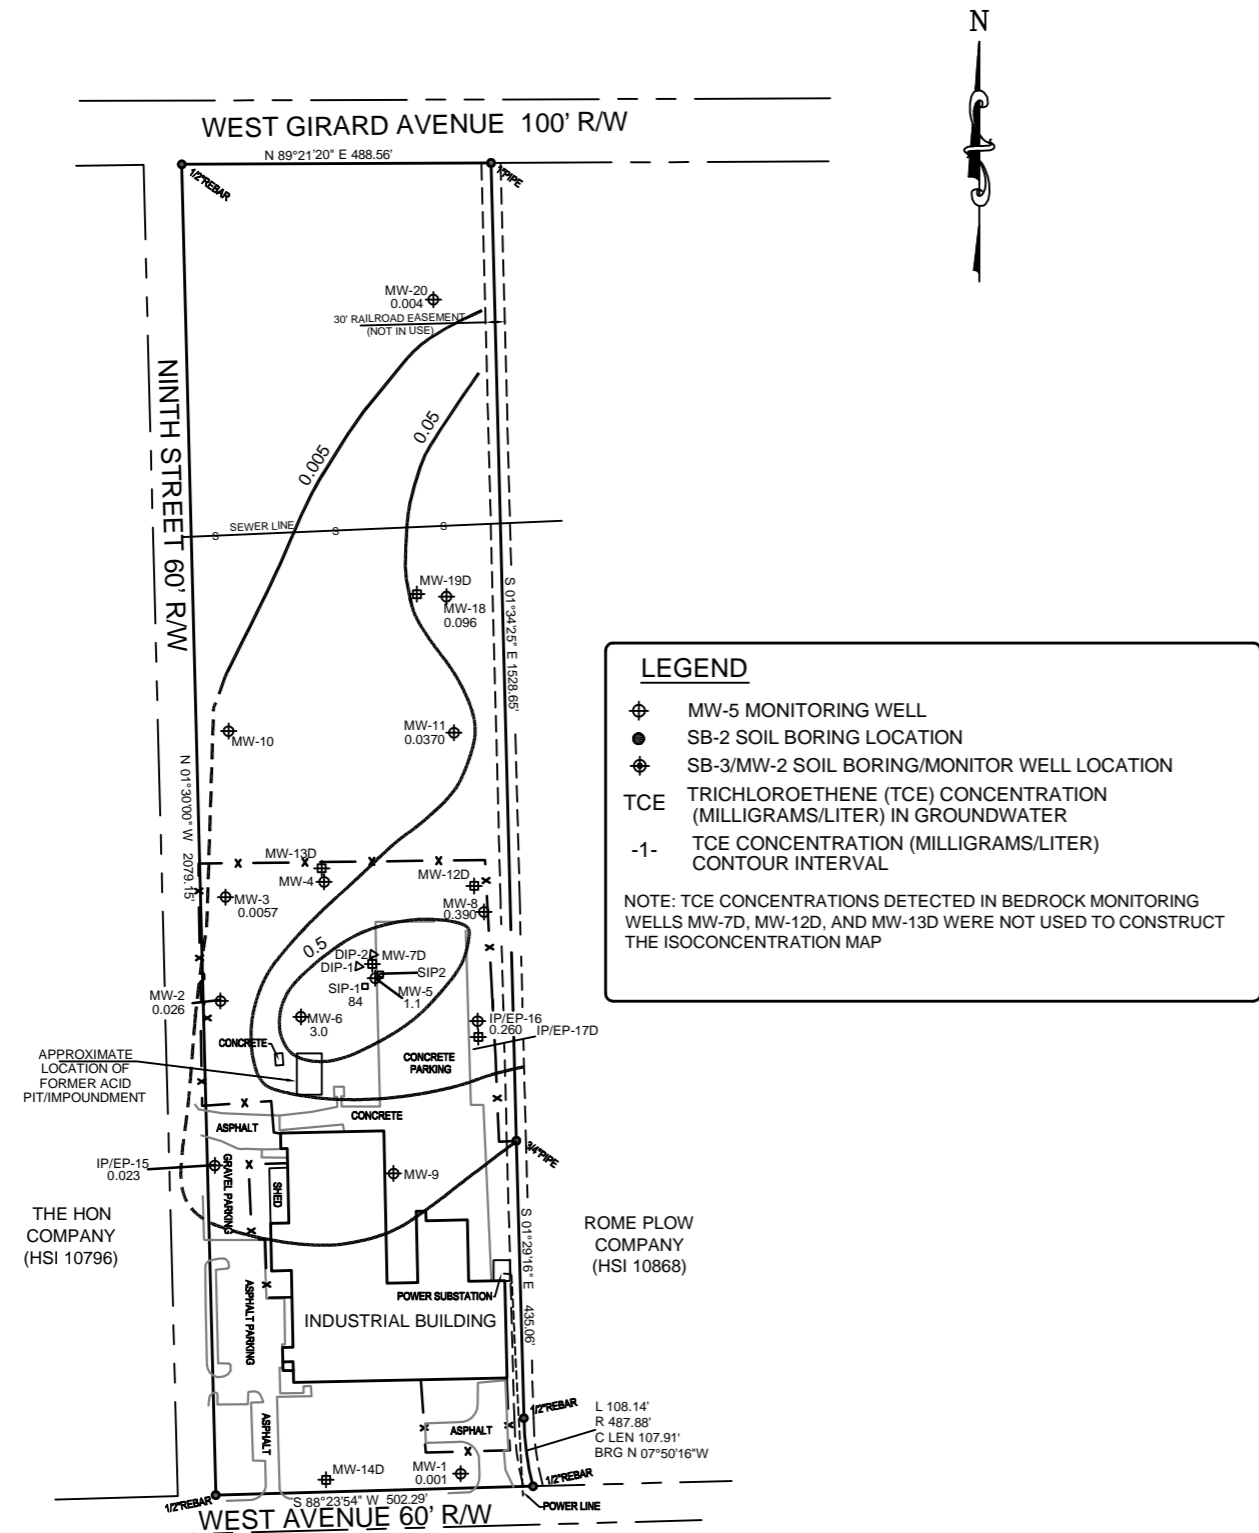 N
WEST GIRARD AVENUE 100' R/W
N 89°21'20" E 488.56'
1/2"REBAR
1"PIPE
MW-20
0.004
30' RAILROAD EASEMENT
(NOT IN USE)
NINTH STREET 60' R/W
0.005
0.05
SEWER LINE
S
S
S
MW-19D
MW-18
0.096
S 01°34'25" E 1528.65'
LEGEND
MW-5 MONITORING WELL
SB-2 SOIL BORING LOCATION
SB-3/MW-2 SOIL BORING/MONITOR WELL LOCATION
TCE TRICHLOROETHENE (TCE) CONCENTRATION
(MILLIGRAMS/LITER) IN GROUNDWATER
-1- TCE CONCENTRATION (MILLIGRAMS/LITER)
CONTOUR INTERVAL
NOTE: TCE CONCENTRATIONS DETECTED IN BEDROCK MONITORING
WELLS MW-7D, MW-12D, AND MW-13D WERE NOT USED TO CONSTRUCT
THE ISOCONCENTRATION MAP
MW-10
MW-11
0.0370
N 01°30'00" W 2079.15'
MW-13D
MW-4
MW-12D
MW-3
0.0057
MW-8
0.390
0.5
DIP-2
MW-7D
DIP-1
SIP2
SIP-1
84
MW-5
1.1
MW-2
0.026
MW-6
3.0
IP/EP-16
0.260
IP/EP-17D
CONCRETE
CONCRETE
PARKING
APPROXIMATE
LOCATION OF
FORMER ACID
PIT/IMPOUNDMENT
CONCRETE
ASPHALT
3/4"PIPE
IP/EP-15
0.023
GRAVEL PARKING
SHED
MW-9
THE HON
COMPANY
(HSI 10796)
ROME PLOW
COMPANY
(HSI 10868)
S 01°29'16" E 435.06'
POWER SUBSTATION
INDUSTRIAL BUILDING
ASPHALT PARKING
1/2"REBAR
L 108.14'
R 487.88'
C LEN 107.91'
BRG N 07°50'16"W
ASPHALT
ASPHALT
MW-14D
MW-1
0.001
1/2"REBAR
1/2"REBAR
S 88°23'54" W 502.29'
POWER LINE
WEST AVENUE 60' R/W